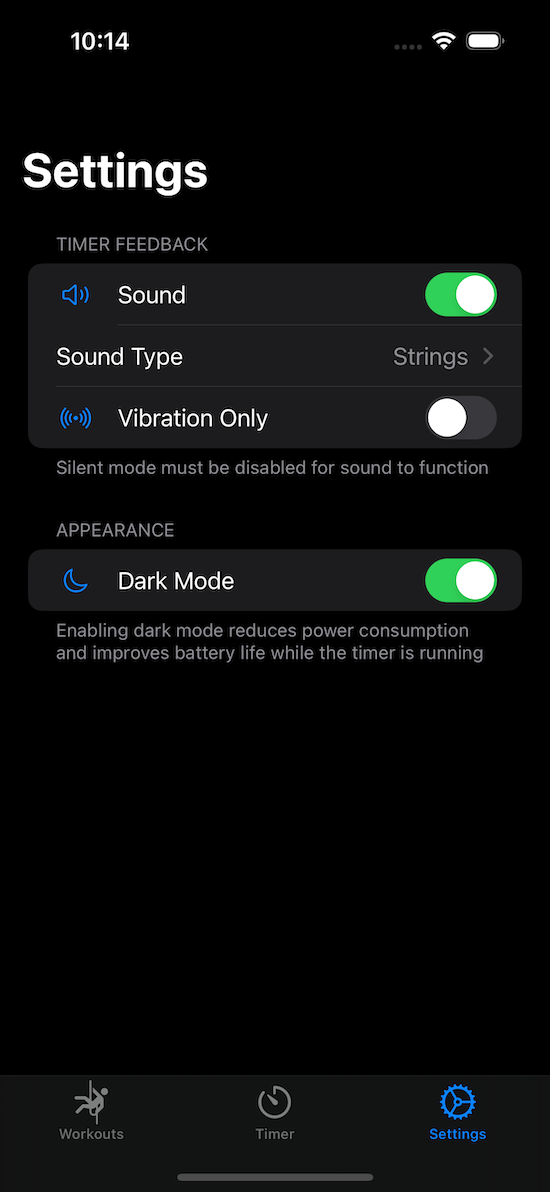 10:14
Settings
TIMER FEEDBACK
Sound
Sound Type Strings
Vibration Only
Silent mode must be disabled for sound to function
APPEARANCE
Dark Mode
Enabling dark mode reduces power consumption
and improves battery life while the timer is running
Workouts Timer Settings